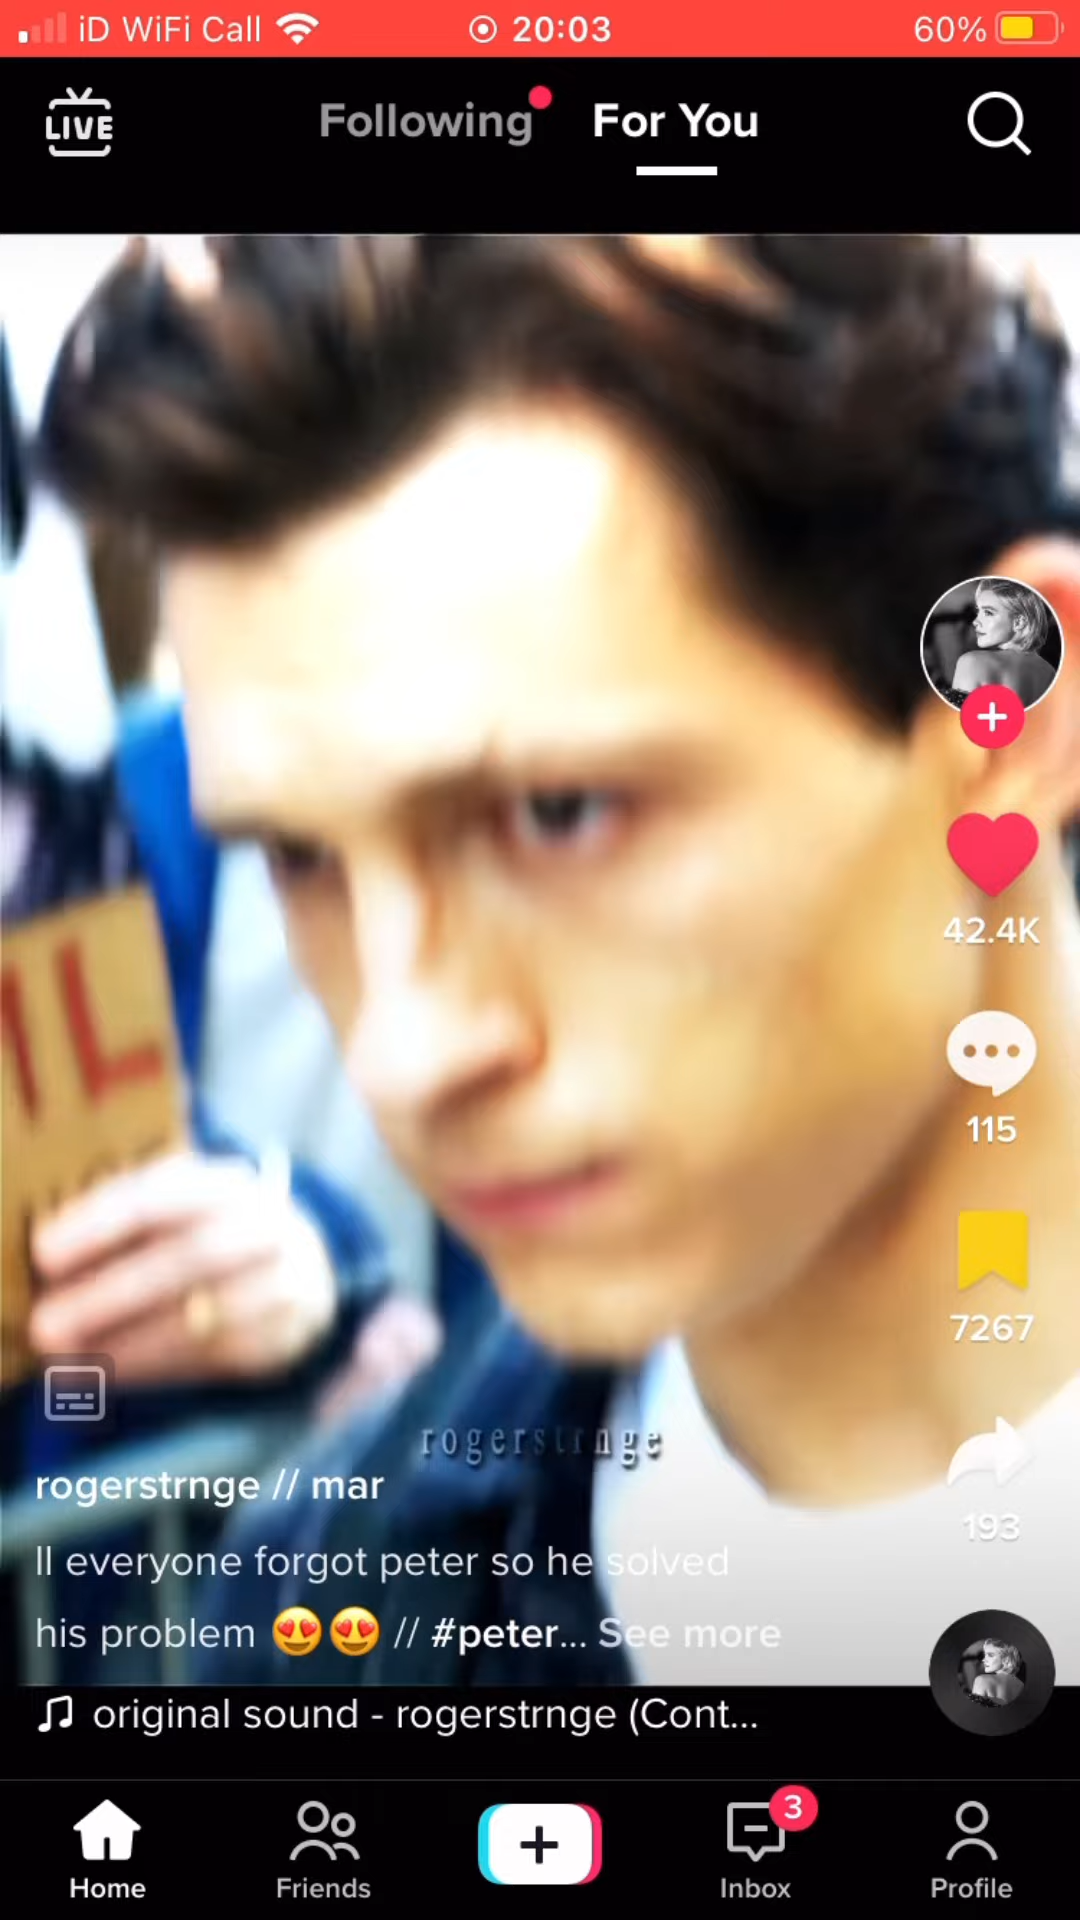 iD WiFi Call
20:03
60%
LIVE
Following
For You
42.4K
115
7267
IL
rogerstrnge
rogerstrnge // mar
193
ll everyone forgot peter so he solved
his problem 😍😍 // #peter... See more
original sound - rogerstrnge (Cont...
3
Home
Friends
Inbox
Profile